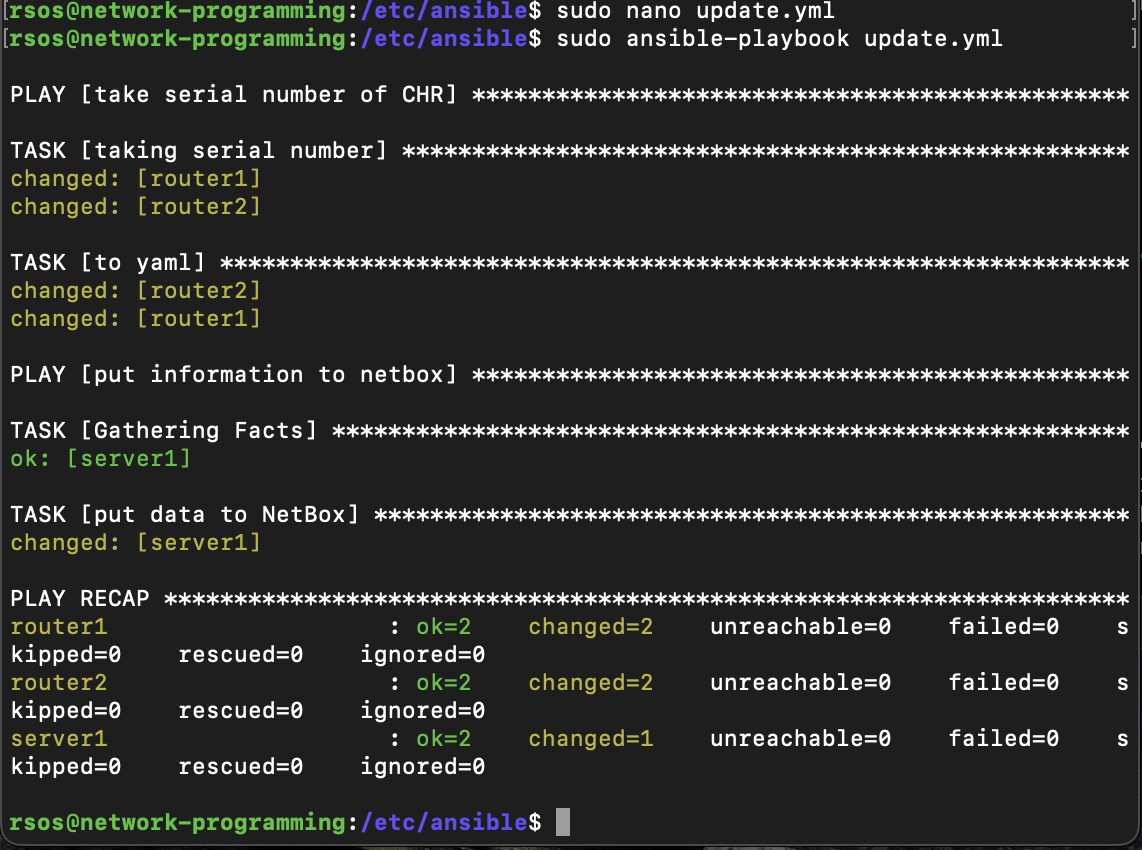 [rsos@network-programming:/etc/ansible$ sudo nano update.yml ]
[rsos@network-programming:/etc/ansible$ sudo ansible-playbook update.yml ]
PLAY [take serial number of CHR] ***********************************************
TASK [taking serial number] ****************************************************
changed: [router1]
changed: [router2]
TASK [to yaml] *****************************************************************
changed: [router2]
changed: [router1]
PLAY [put information to netbox] ***********************************************
TASK [Gathering Facts] *********************************************************
ok: [server1]
TASK [put data to NetBox] ******************************************************
changed: [server1]
PLAY RECAP *********************************************************************
router1                    : ok=2    changed=2    unreachable=0    failed=0    s
kipped=0    rescued=0    ignored=0
router2                    : ok=2    changed=2    unreachable=0    failed=0    s
kipped=0    rescued=0    ignored=0
server1                    : ok=2    changed=1    unreachable=0    failed=0    s
kipped=0    rescued=0    ignored=0
rsos@network-programming:/etc/ansible$